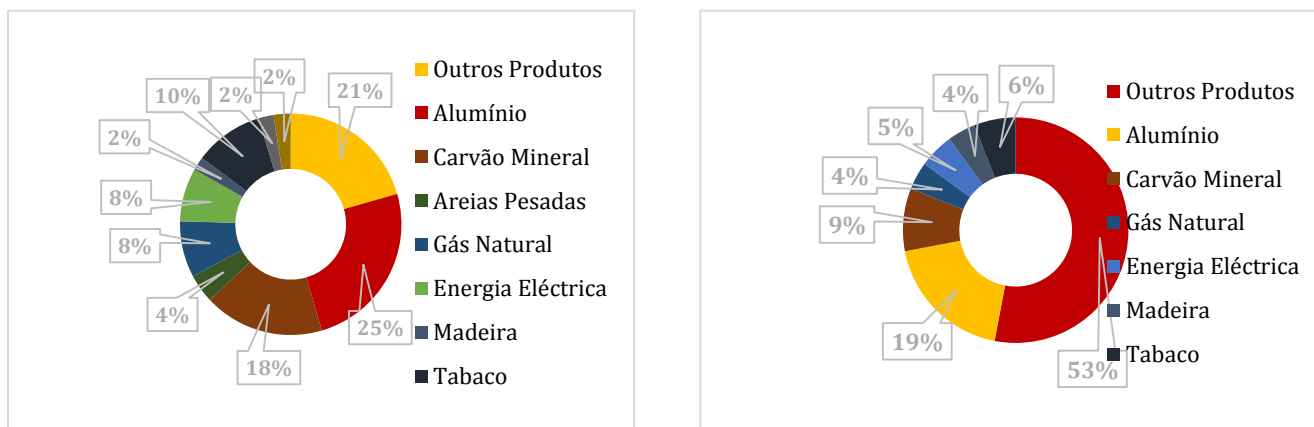 2%
2%
21%
10%
2%
8%
8%
4%
18%
25%
Outros Produtos
Alumínio
Carvão Mineral
Areias Pesadas
Gás Natural
Energia Eléctrica
Madeira
Tabaco
4%
6%
5%
4%
9%
19%
53%
Outros Produtos
Alumínio
Carvão Mineral
Gás Natural
Energia Eléctrica
Madeira
Tabaco